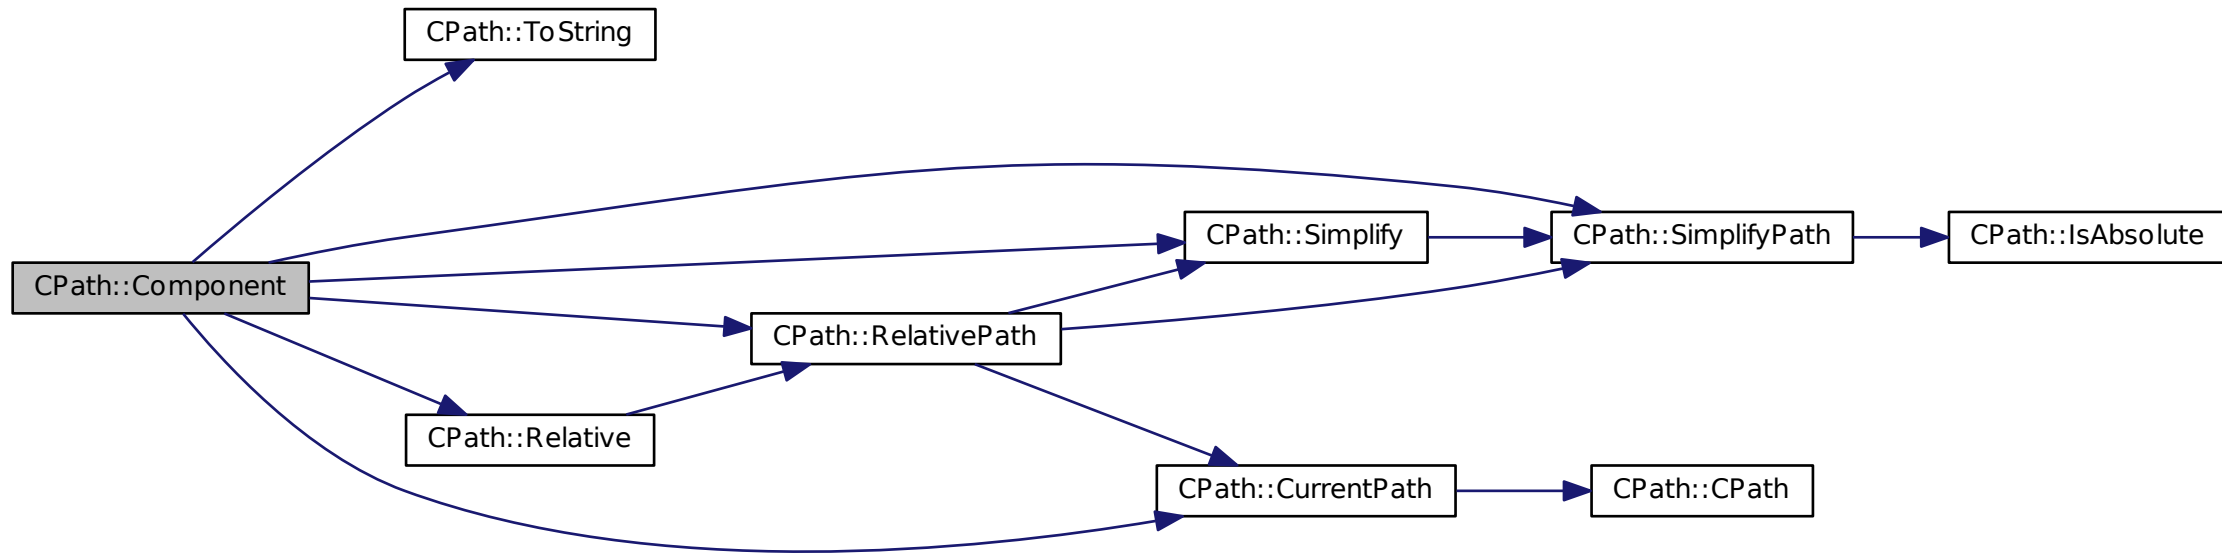 CPath::ToString
CPath::Simplify
CPath::SimplifyPath
CPath::IsAbsolute
CPath::Component
CPath::RelativePath
CPath::Relative
CPath::CurrentPath
CPath::CPath